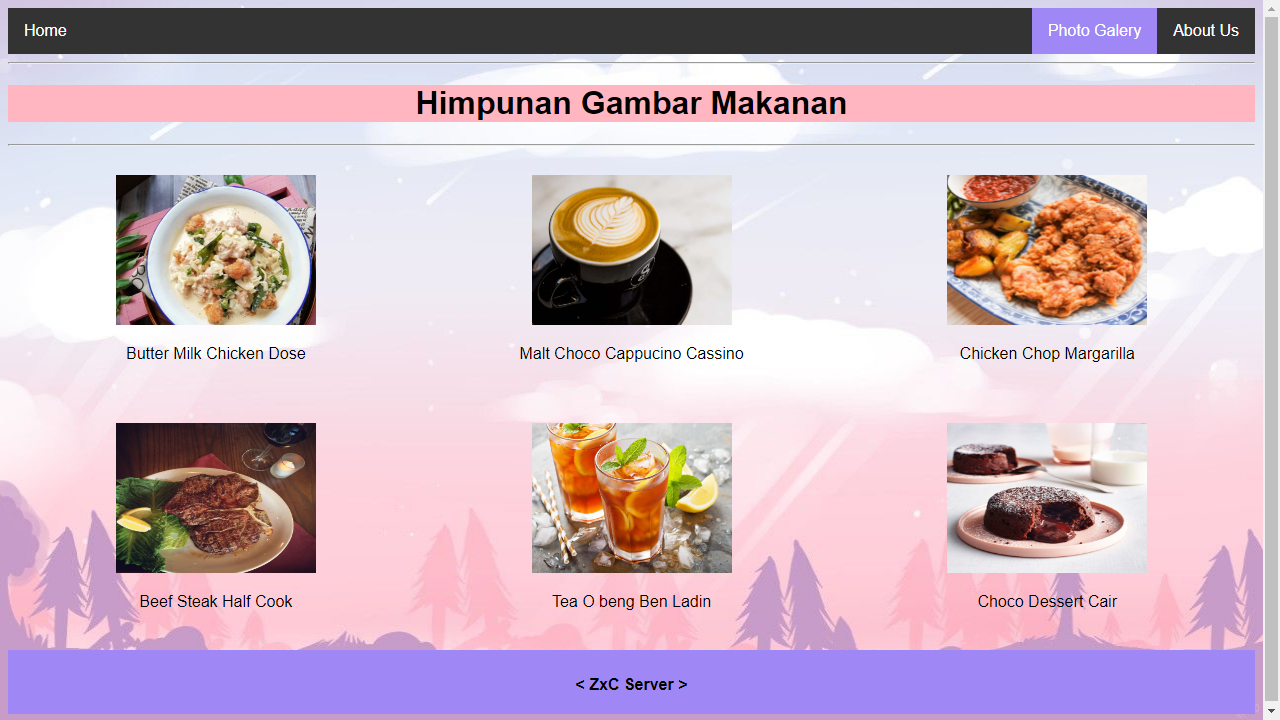 Home
Photo Galery
About Us
Himpunan Gambar Makanan
Butter Milk Chicken Dose
Malt Choco Cappucino Cassino
Chicken Chop Margarilla
Beef Steak Half Cook
Tea O beng Ben Ladin
Choco Dessert Cair
< ZxC Server >